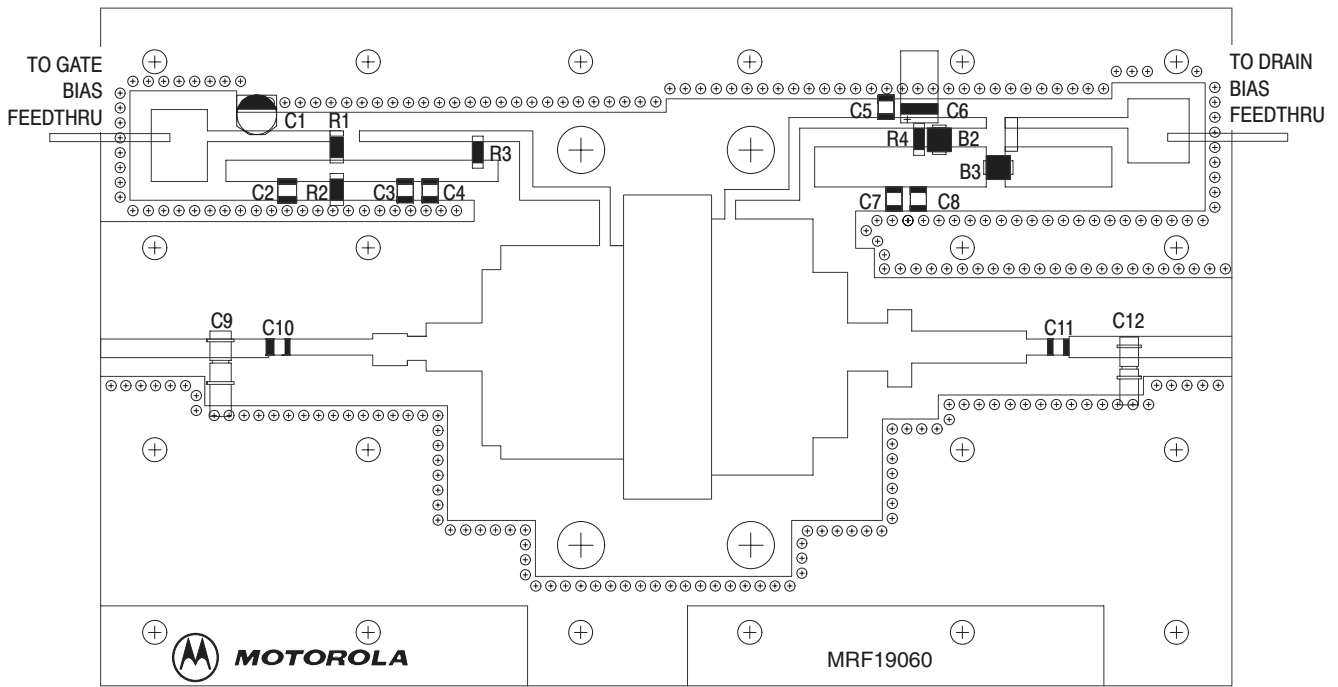 TO GATE
BIAS
FEEDTHRU
TO DRAIN
BIAS
FEEDTHRU
C1
R1
R3
C5
C6
R4
B2
B3
C2
R2
C3
C4
C7
C8
C9
C10
C11
C12
MOTOROLA
MRF19060